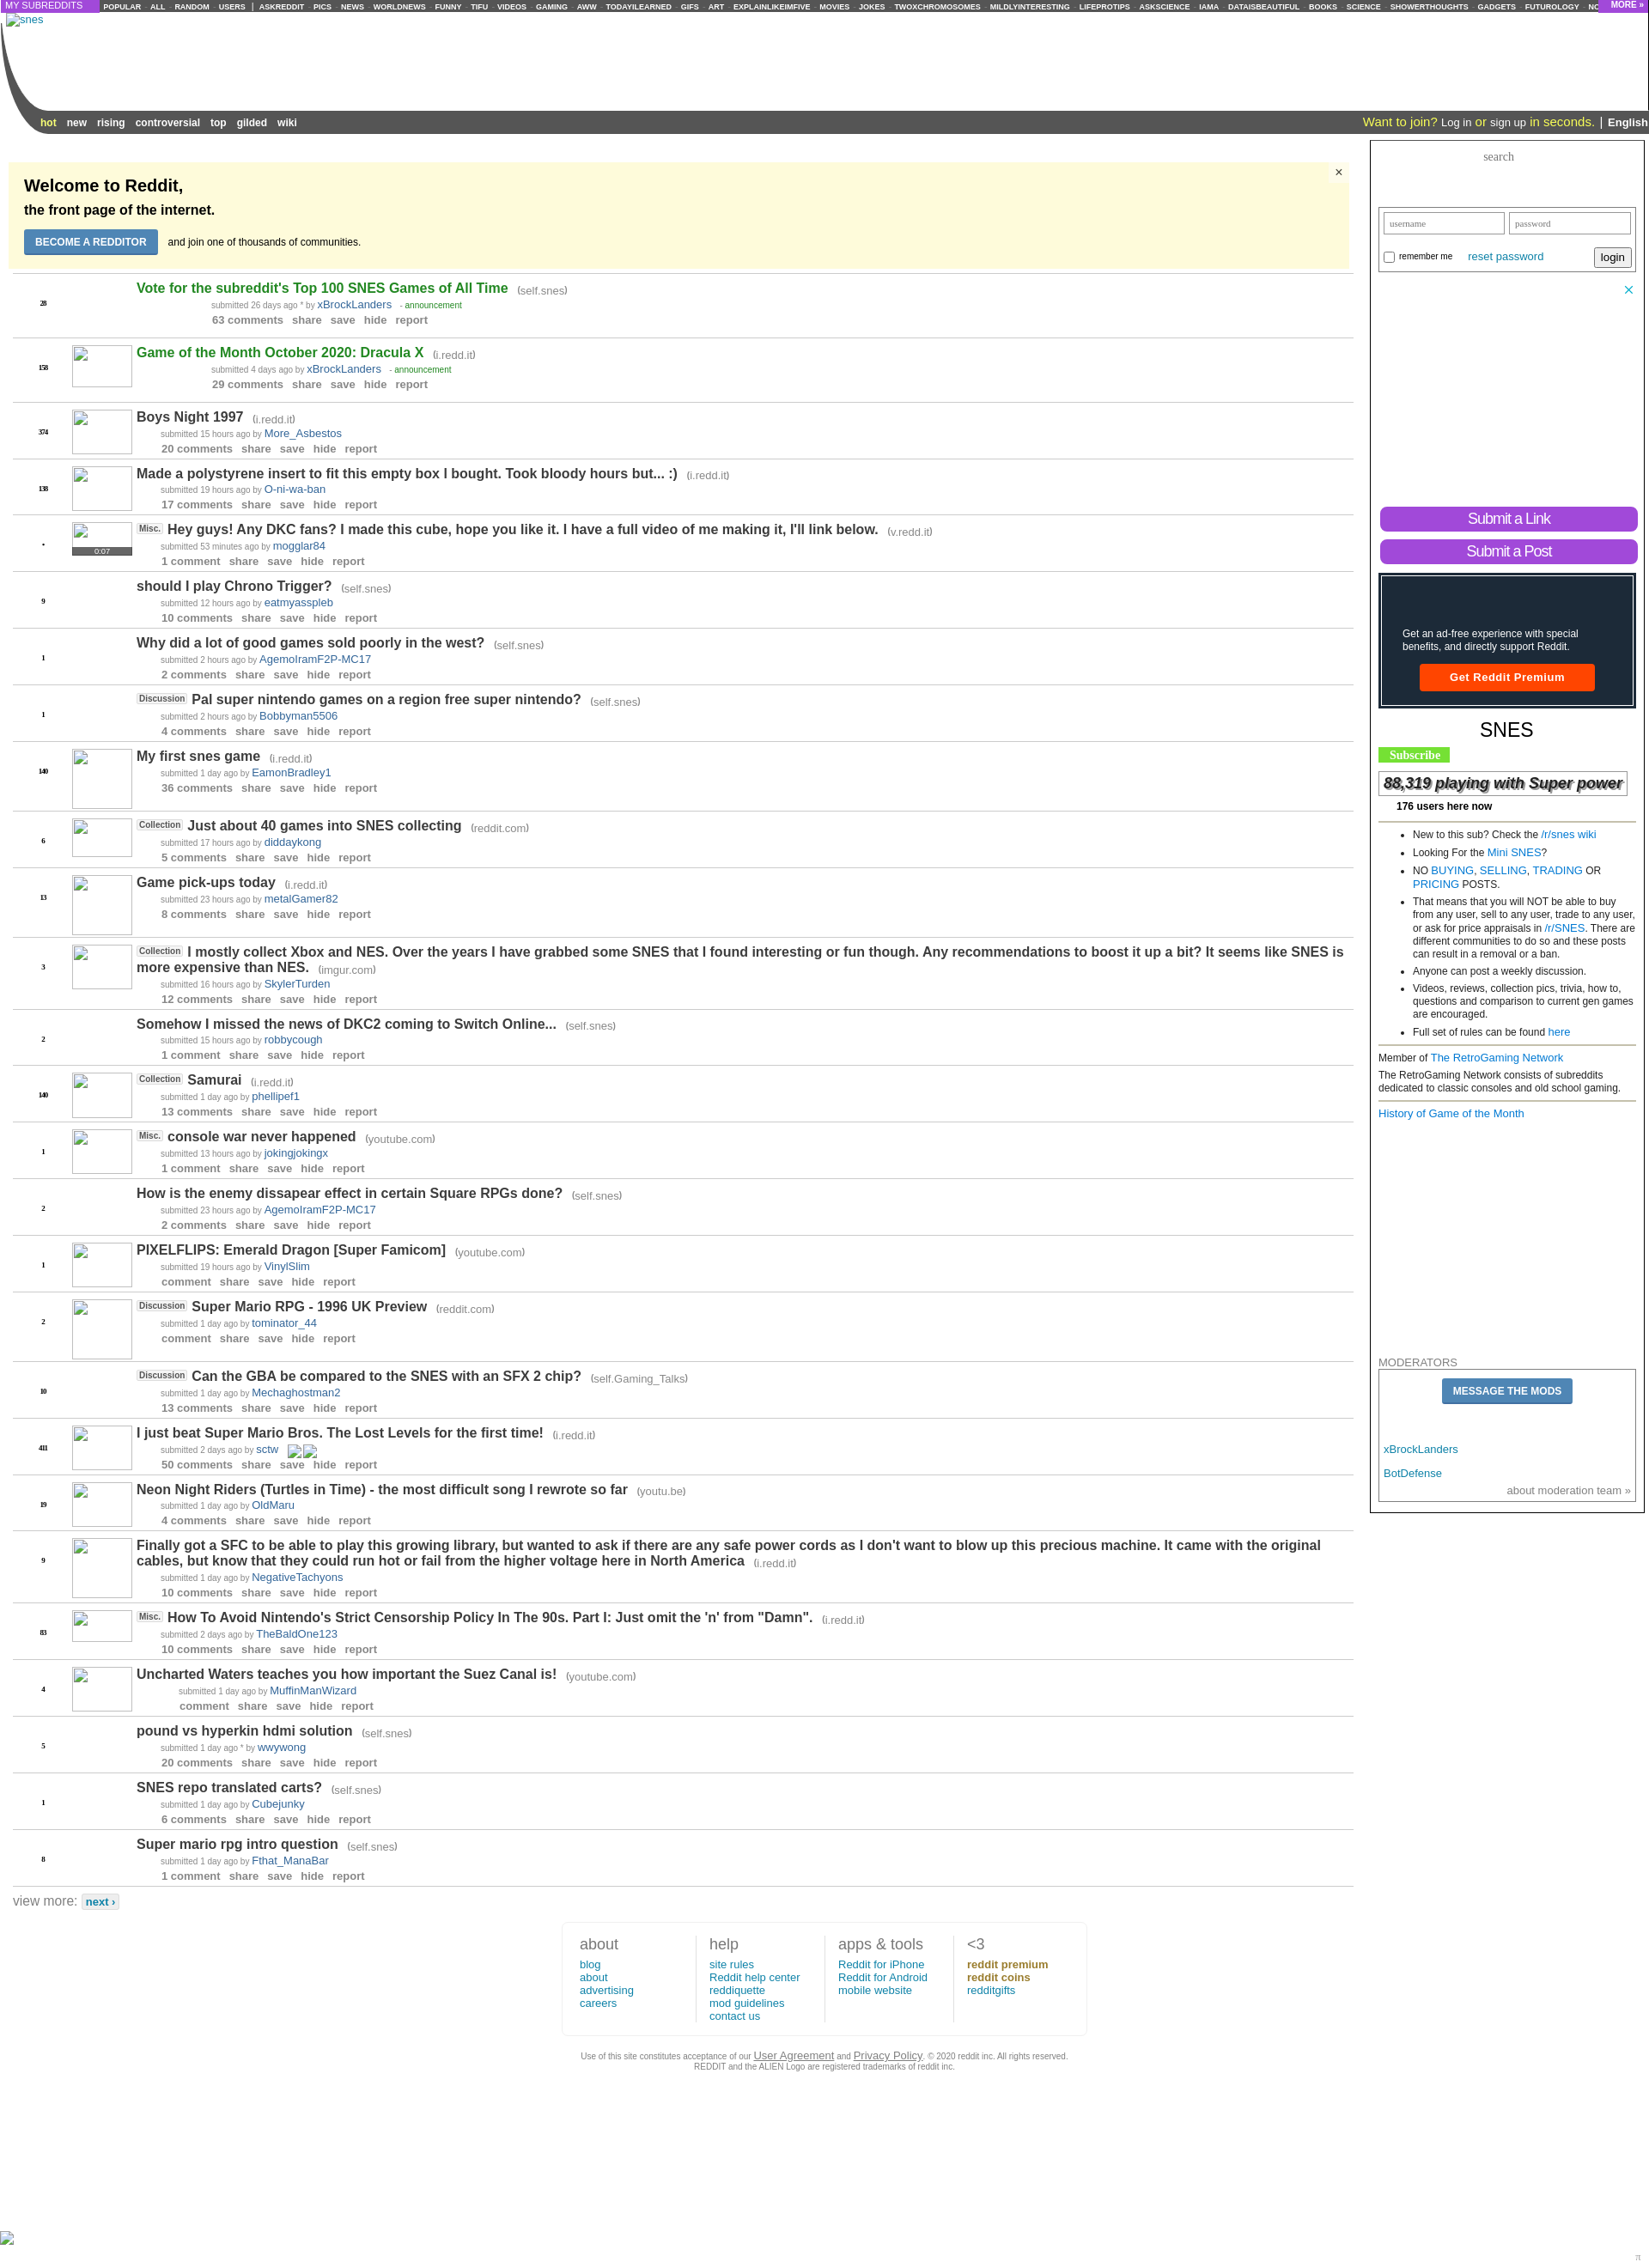 MY SUBREDDITS
POPULAR - ALL - RANDOM - USERS | ASKREDDIT - PICS - NEWS - WORLDNEWS - FUNNY - TIFU - VIDEOS - GAMING - AWW - TODAYILEARNED - GIFS - ART - EXPLAINLIKEIMFIVE - MOVIES - JOKES - TWOXCHROMOSOMES - MILDLYINTERESTING - LIFEPROTIPS - ASKSCIENCE - IAMA - DATAISBEAUTIFUL - BOOKS - SCIENCE - SHOWERTHOUGHTS - GADGETS - FUTUROLOGY -
MORE »
snes
hot new rising controversial top gilded wiki
Want to join? Log in or sign up in seconds. | English
Welcome to Reddit,
the front page of the internet.
BECOME A REDDITOR and join one of thousands of communities.
×
28
Vote for the subreddit's Top 100 SNES Games of All Time (self.snes)
submitted 26 days ago * by xBrockLanders - announcement
63 comments share save hide report
158
Game of the Month October 2020: Dracula X (i.redd.it)
submitted 4 days ago by xBrockLanders - announcement
29 comments share save hide report
374
Boys Night 1997 (i.redd.it)
submitted 15 hours ago by More_Asbestos
20 comments share save hide report
138
Made a polystyrene insert to fit this empty box I bought. Took bloody hours but... :) (i.redd.it)
submitted 19 hours ago by O-ni-wa-ban
17 comments share save hide report
•
0:07
Misc. Hey guys! Any DKC fans? I made this cube, hope you like it. I have a full video of me making it, I'll link below. (v.redd.it)
submitted 53 minutes ago by mogglar84
1 comment share save hide report
9
should I play Chrono Trigger? (self.snes)
submitted 12 hours ago by eatmyasspleb
10 comments share save hide report
1
Why did a lot of good games sold poorly in the west? (self.snes)
submitted 2 hours ago by AgemoIramF2P-MC17
2 comments share save hide report
1
Discussion Pal super nintendo games on a region free super nintendo? (self.snes)
submitted 2 hours ago by Bobbyman5506
4 comments share save hide report
140
My first snes game (i.redd.it)
submitted 1 day ago by EamonBradley1
36 comments share save hide report
6
Collection Just about 40 games into SNES collecting (reddit.com)
submitted 17 hours ago by diddaykong
5 comments share save hide report
13
Game pick-ups today (i.redd.it)
submitted 23 hours ago by metalGamer82
8 comments share save hide report
3
Collection I mostly collect Xbox and NES. Over the years I have grabbed some SNES that I found interesting or fun though. Any recommendations to boost it up a bit? It seems like SNES is
more expensive than NES. (imgur.com)
submitted 16 hours ago by SkylerTurden
12 comments share save hide report
2
Somehow I missed the news of DKC2 coming to Switch Online... (self.snes)
submitted 15 hours ago by robbycough
1 comment share save hide report
140
Collection Samurai (i.redd.it)
submitted 1 day ago by phellipef1
13 comments share save hide report
1
Misc. console war never happened (youtube.com)
submitted 13 hours ago by jokingjokingx
1 comment share save hide report
2
How is the enemy dissapear effect in certain Square RPGs done? (self.snes)
submitted 23 hours ago by AgemoIramF2P-MC17
2 comments share save hide report
1
PIXELFLIPS: Emerald Dragon [Super Famicom] (youtube.com)
submitted 19 hours ago by VinylSlim
comment share save hide report
2
Discussion Super Mario RPG - 1996 UK Preview (reddit.com)
submitted 1 day ago by tominator_44
comment share save hide report
10
Discussion Can the GBA be compared to the SNES with an SFX 2 chip? (self.Gaming_Talks)
submitted 1 day ago by Mechaghostman2
13 comments share save hide report
411
I just beat Super Mario Bros. The Lost Levels for the first time! (i.redd.it)
submitted 2 days ago by sctw
50 comments share save hide report
19
Neon Night Riders (Turtles in Time) - the most difficult song I rewrote so far (youtu.be)
submitted 1 day ago by OldMaru
4 comments share save hide report
9
Finally got a SFC to be able to play this growing library, but wanted to ask if there are any safe power cords as I don't want to blow up this precious machine. It came with the original
cables, but know that they could run hot or fail from the higher voltage here in North America (i.redd.it)
submitted 1 day ago by NegativeTachyons
10 comments share save hide report
83
Misc. How To Avoid Nintendo's Strict Censorship Policy In The 90s. Part I: Just omit the 'n' from "Damn". (i.redd.it)
submitted 2 days ago by TheBaldOne123
10 comments share save hide report
4
Uncharted Waters teaches you how important the Suez Canal is! (youtube.com)
submitted 1 day ago by MuffinManWizard
comment share save hide report
5
pound vs hyperkin hdmi solution (self.snes)
submitted 1 day ago * by wwywong
20 comments share save hide report
1
SNES repo translated carts? (self.snes)
submitted 1 day ago by Cubejunky
6 comments share save hide report
8
Super mario rpg intro question (self.snes)
submitted 1 day ago by Fthat_ManaBar
1 comment share save hide report
view more: next ›
search
username password
remember me reset password login
×
Submit a Link
Submit a Post
Get an ad-free experience with special
benefits, and directly support Reddit.
Get Reddit Premium
SNES
Subscribe
88,319 playing with Super power
176 users here now
• New to this sub? Check the /r/snes wiki
• Looking For the Mini SNES?
• NO BUYING, SELLING, TRADING OR
PRICING POSTS.
• That means that you will NOT be able to buy
from any user, sell to any user, trade to any user,
or ask for price appraisals in /r/SNES. There are
different communities to do so and these posts
can result in a removal or a ban.
• Anyone can post a weekly discussion.
• Videos, reviews, collection pics, trivia, how to,
questions and comparison to current gen games
are encouraged.
• Full set of rules can be found here
Member of The RetroGaming Network
The RetroGaming Network consists of subreddits
dedicated to classic consoles and old school gaming.
History of Game of the Month
MODERATORS
MESSAGE THE MODS
xBrockLanders
BotDefense
about moderation team »
about
blog
about
advertising
careers
help
site rules
Reddit help center
reddiquette
mod guidelines
contact us
apps & tools
Reddit for iPhone
Reddit for Android
mobile website
<3
reddit premium
reddit coins
redditgifts
Use of this site constitutes acceptance of our User Agreement and Privacy Policy. © 2020 reddit inc. All rights reserved.
REDDIT and the ALIEN Logo are registered trademarks of reddit inc.
π